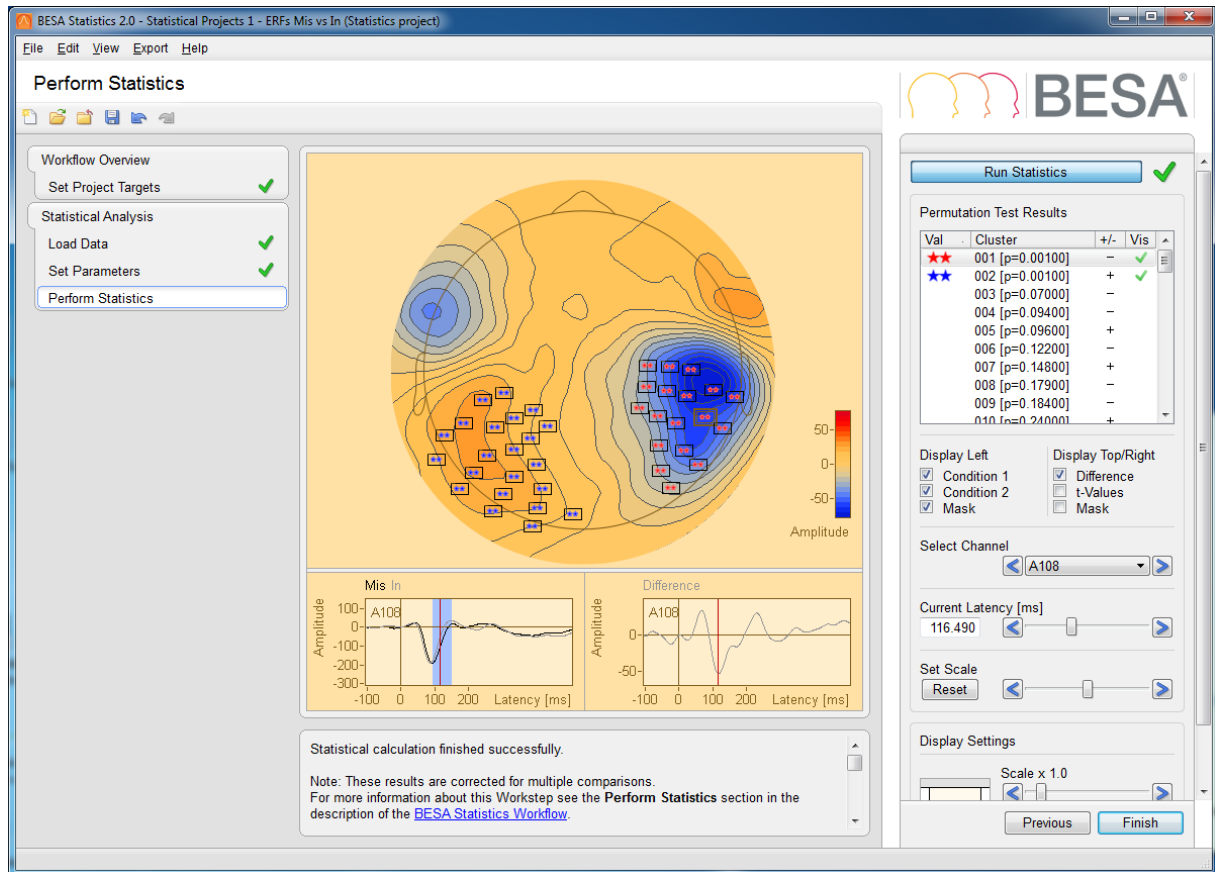 BESA Statistics 2.0 - Statistical Projects 1 - ERFs Mis vs In (Statistics project)
File Edit View Export Help
Perform Statistics
BESA®
Workflow Overview
Set Project Targets
Statistical Analysis
Load Data
Set Parameters
Perform Statistics
50-
0-
-50-
Amplitude
Mis In
Amplitude
100-
0-
-100-
-200-
-300-
A108
-100 0 100 200 Latency [ms]
Difference
Amplitude
0-
-50-
A108
-100 0 100 200 Latency [ms]
Statistical calculation finished successfully.
Note: These results are corrected for multiple comparisons.
For more information about this Workstep see the Perform Statistics section in the
description of the BESA Statistics Workflow.
Run Statistics
Permutation Test Results
Val Cluster +/- Vis
★★ 001 [p=0.00100] −
★★ 002 [p=0.00100] +
003 [p=0.07000] −
004 [p=0.09400] −
005 [p=0.09600] +
006 [p=0.12200] −
007 [p=0.14800] +
008 [p=0.17900] −
009 [p=0.18400] −
010 [p=0.24000] +
Display Left Display Top/Right
Condition 1 Difference
Condition 2 t-Values
Mask Mask
Select Channel
A108
Current Latency [ms]
116.490
Set Scale
Reset
Display Settings
Scale x 1.0
Previous Finish